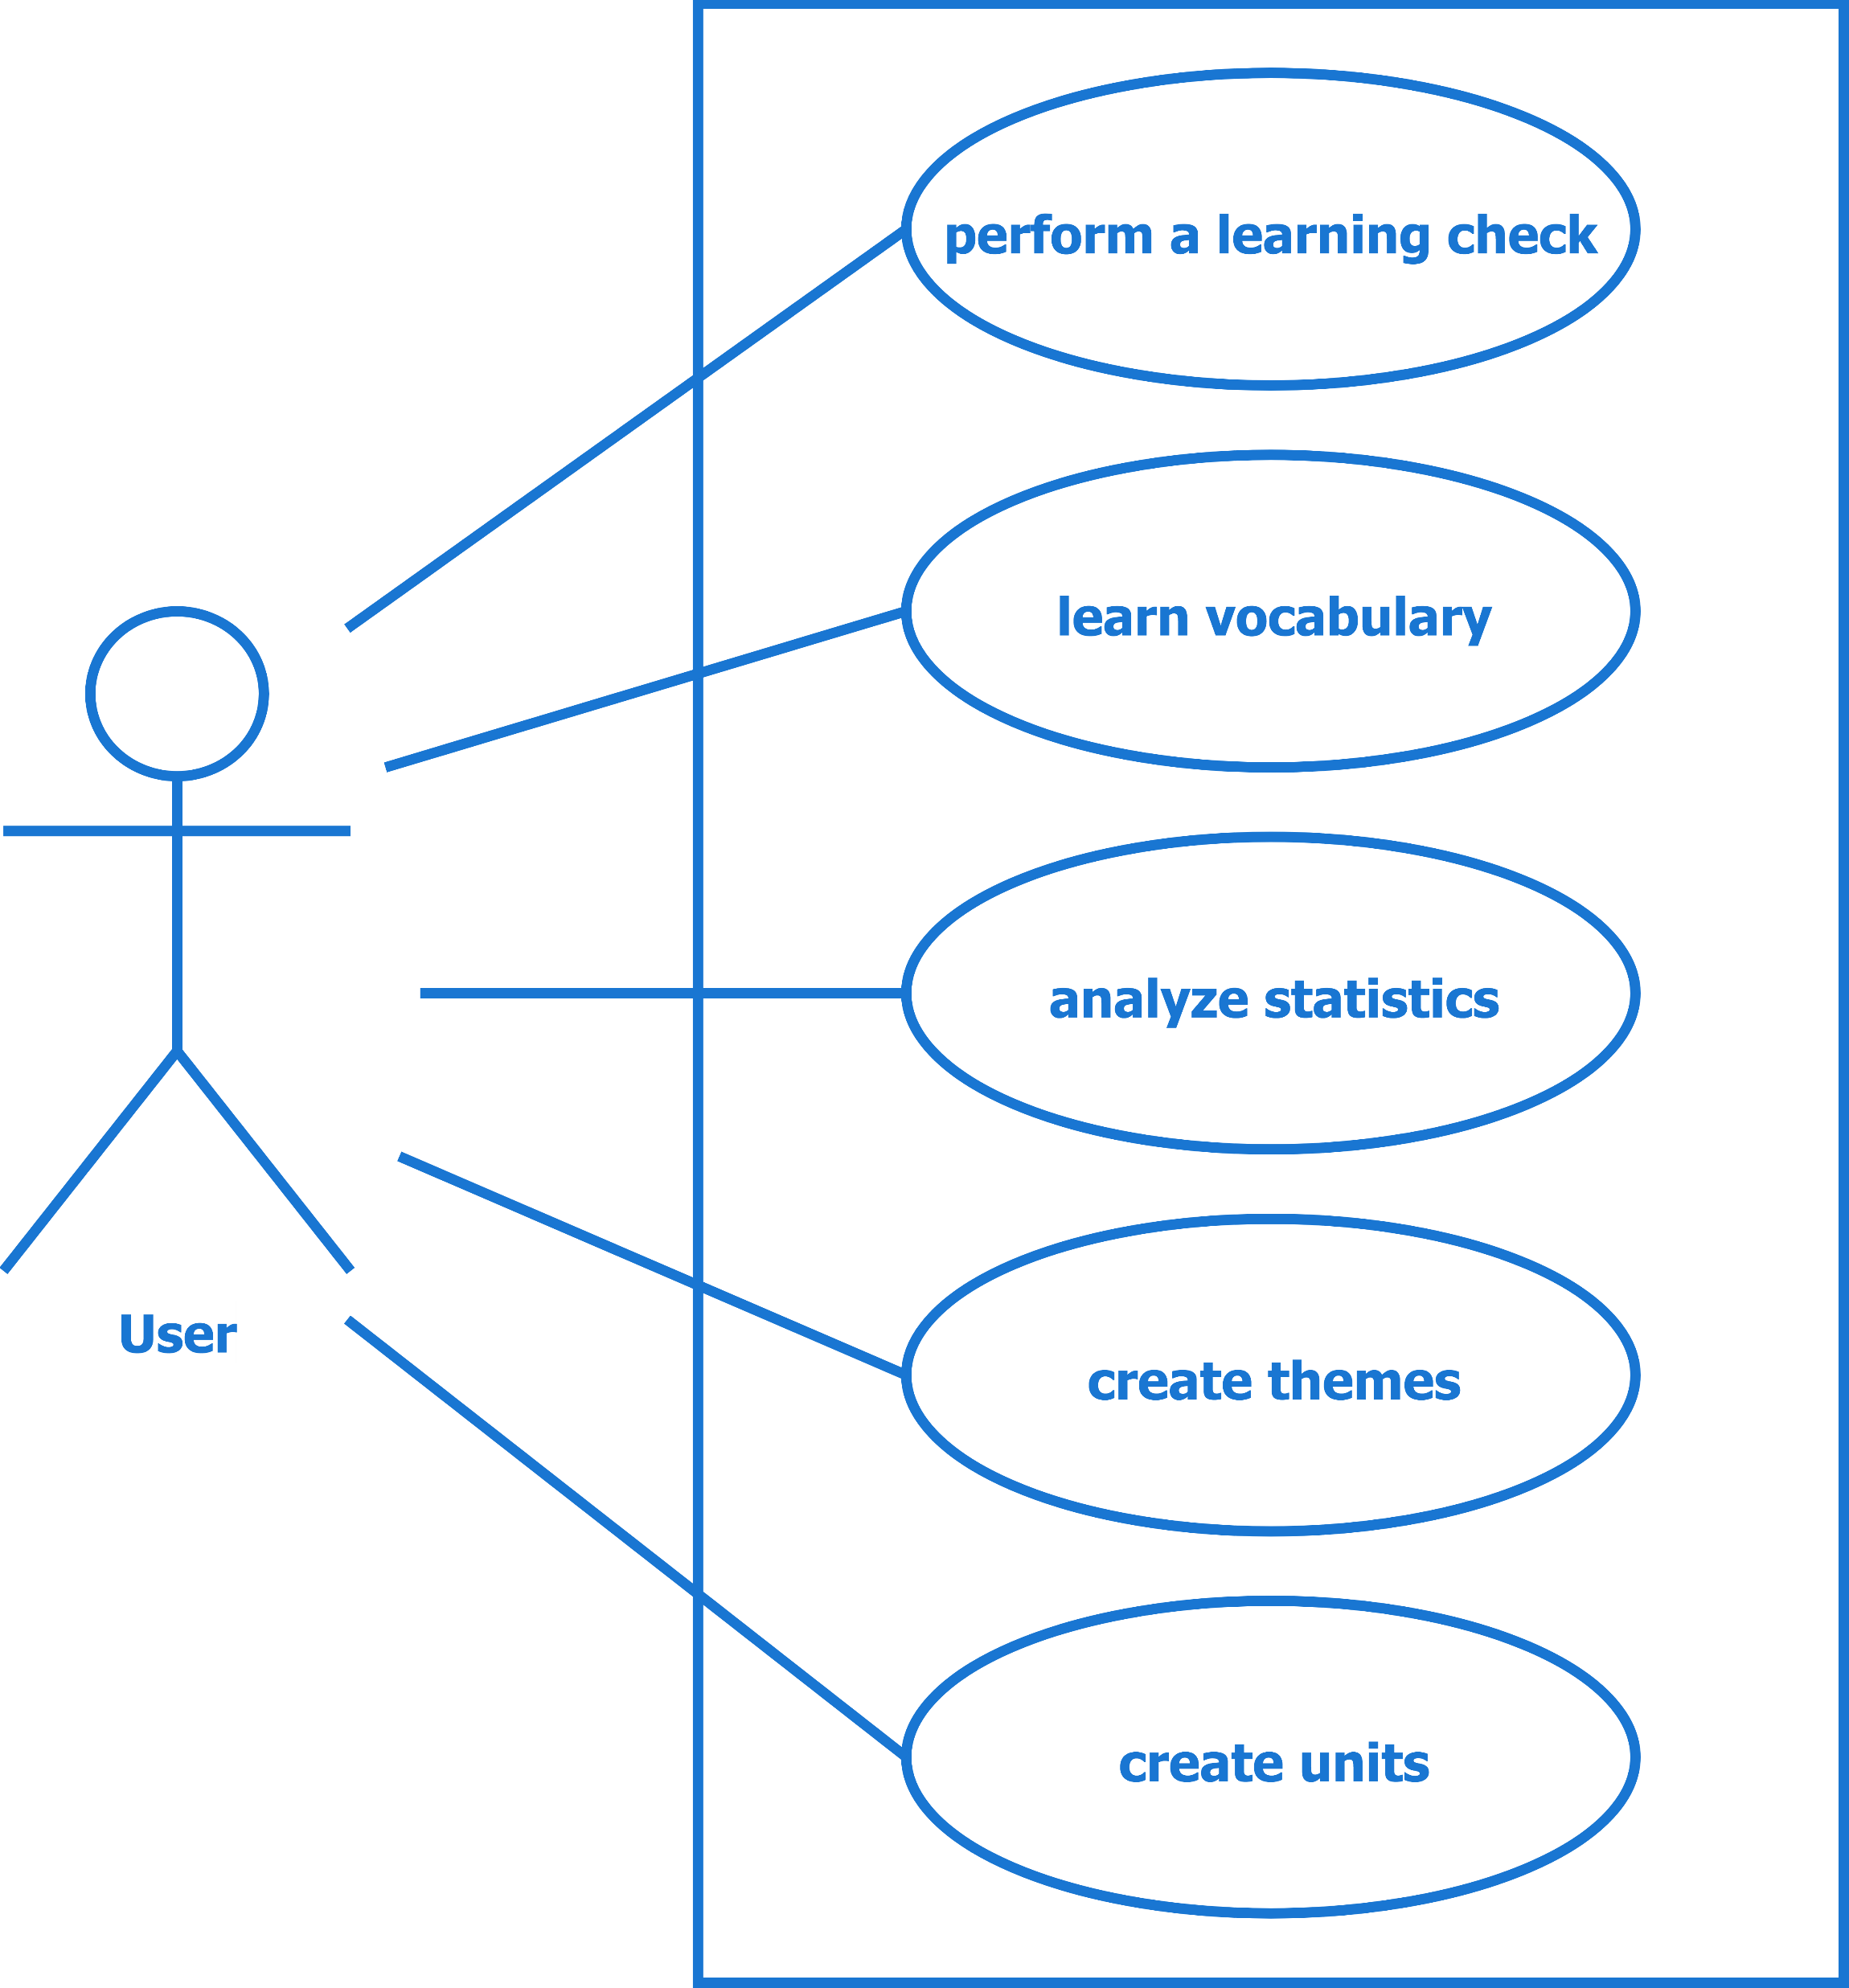 perform a learning check
learn vocabulary
analyze statistics
create themes
User
create units